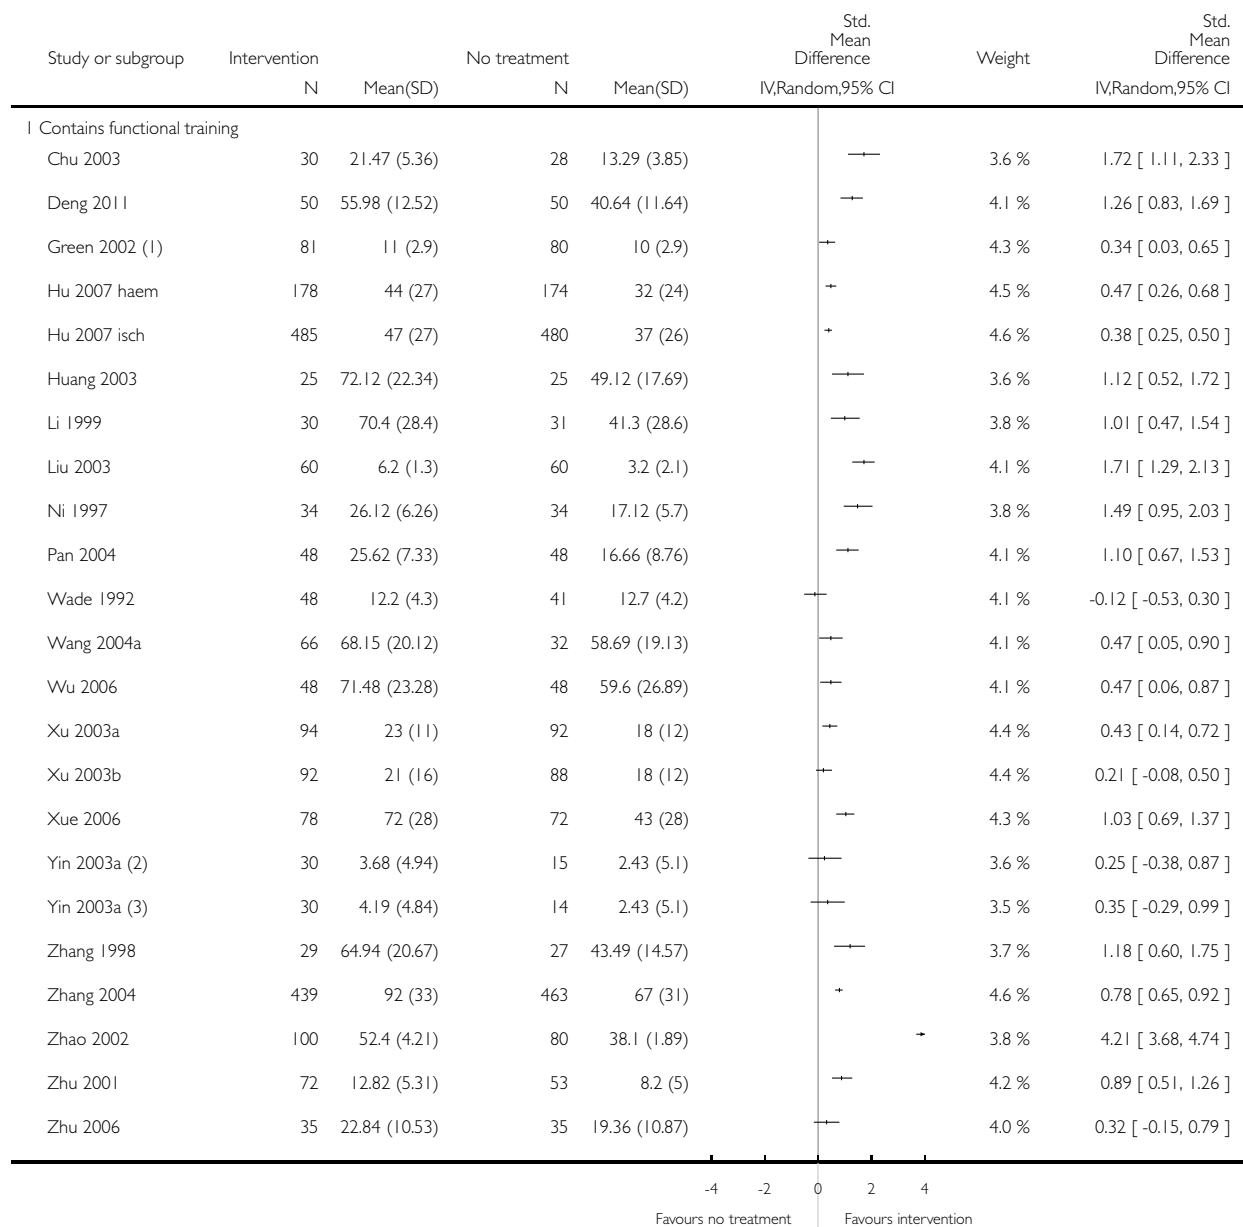 Std. Mean Difference Std. Mean Difference
Study or subgroup Intervention No treatment Weight
N Mean(SD) N Mean(SD) IV,Random,95% CI IV,Random,95% CI
1 Contains functional training
Chu 2003 30 21.47 (5.36) 28 13.29 (3.85) 3.6 % 1.72 [ 1.11, 2.33 ]
Deng 2011 50 55.98 (12.52) 50 40.64 (11.64) 4.1 % 1.26 [ 0.83, 1.69 ]
Green 2002 (1) 81 11 (2.9) 80 10 (2.9) 4.3 % 0.34 [ 0.03, 0.65 ]
Hu 2007 haem 178 44 (27) 174 32 (24) 4.5 % 0.47 [ 0.26, 0.68 ]
Hu 2007 isch 485 47 (27) 480 37 (26) 4.6 % 0.38 [ 0.25, 0.50 ]
Huang 2003 25 72.12 (22.34) 25 49.12 (17.69) 3.6 % 1.12 [ 0.52, 1.72 ]
Li 1999 30 70.4 (28.4) 31 41.3 (28.6) 3.8 % 1.01 [ 0.47, 1.54 ]
Liu 2003 60 6.2 (1.3) 60 3.2 (2.1) 4.1 % 1.71 [ 1.29, 2.13 ]
Ni 1997 34 26.12 (6.26) 34 17.12 (5.7) 3.8 % 1.49 [ 0.95, 2.03 ]
Pan 2004 48 25.62 (7.33) 48 16.66 (8.76) 4.1 % 1.10 [ 0.67, 1.53 ]
Wade 1992 48 12.2 (4.3) 41 12.7 (4.2) 4.1 % -0.12 [ -0.53, 0.30 ]
Wang 2004a 66 68.15 (20.12) 32 58.69 (19.13) 4.1 % 0.47 [ 0.05, 0.90 ]
Wu 2006 48 71.48 (23.28) 48 59.6 (26.89) 4.1 % 0.47 [ 0.06, 0.87 ]
Xu 2003a 94 23 (11) 92 18 (12) 4.4 % 0.43 [ 0.14, 0.72 ]
Xu 2003b 92 21 (16) 88 18 (12) 4.4 % 0.21 [ -0.08, 0.50 ]
Xue 2006 78 72 (28) 72 43 (28) 4.3 % 1.03 [ 0.69, 1.37 ]
Yin 2003a (2) 30 3.68 (4.94) 15 2.43 (5.1) 3.6 % 0.25 [ -0.38, 0.87 ]
Yin 2003a (3) 30 4.19 (4.84) 14 2.43 (5.1) 3.5 % 0.35 [ -0.29, 0.99 ]
Zhang 1998 29 64.94 (20.67) 27 43.49 (14.57) 3.7 % 1.18 [ 0.60, 1.75 ]
Zhang 2004 439 92 (33) 463 67 (31) 4.6 % 0.78 [ 0.65, 0.92 ]
Zhao 2002 100 52.4 (4.21) 80 38.1 (1.89) 3.8 % 4.21 [ 3.68, 4.74 ]
Zhu 2001 72 12.82 (5.31) 53 8.2 (5) 4.2 % 0.89 [ 0.51, 1.26 ]
Zhu 2006 35 22.84 (10.53) 35 19.36 (10.87) 4.0 % 0.32 [ -0.15, 0.79 ]
-4 -2 0 2 4
Favours no treatment Favours intervention